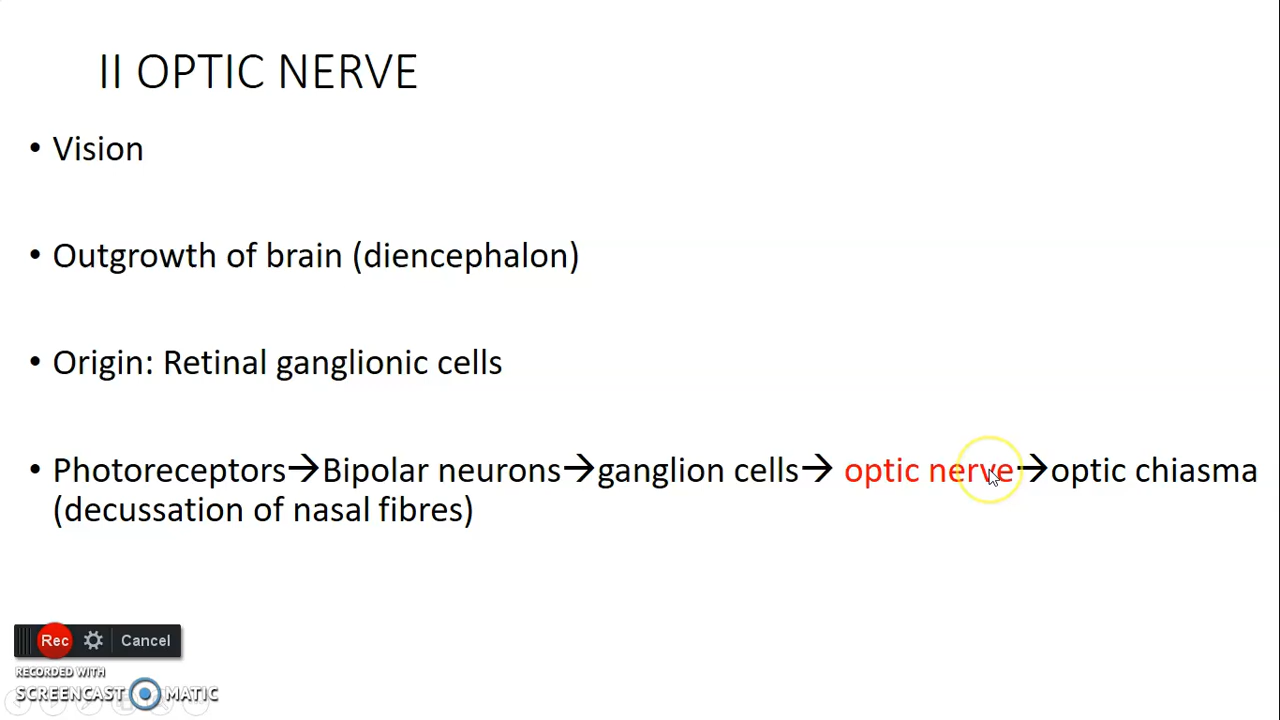 II OPTIC NERVE
• Vision
• Outgrowth of brain (diencephalon)
• Origin: Retinal ganglionic cells
• Photoreceptors→Bipolar neurons→ganglion cells→ optic nerve→optic chiasma
(decussation of nasal fibres)
Rec Cancel
RECORDED WITH
SCREENCAST MATIC